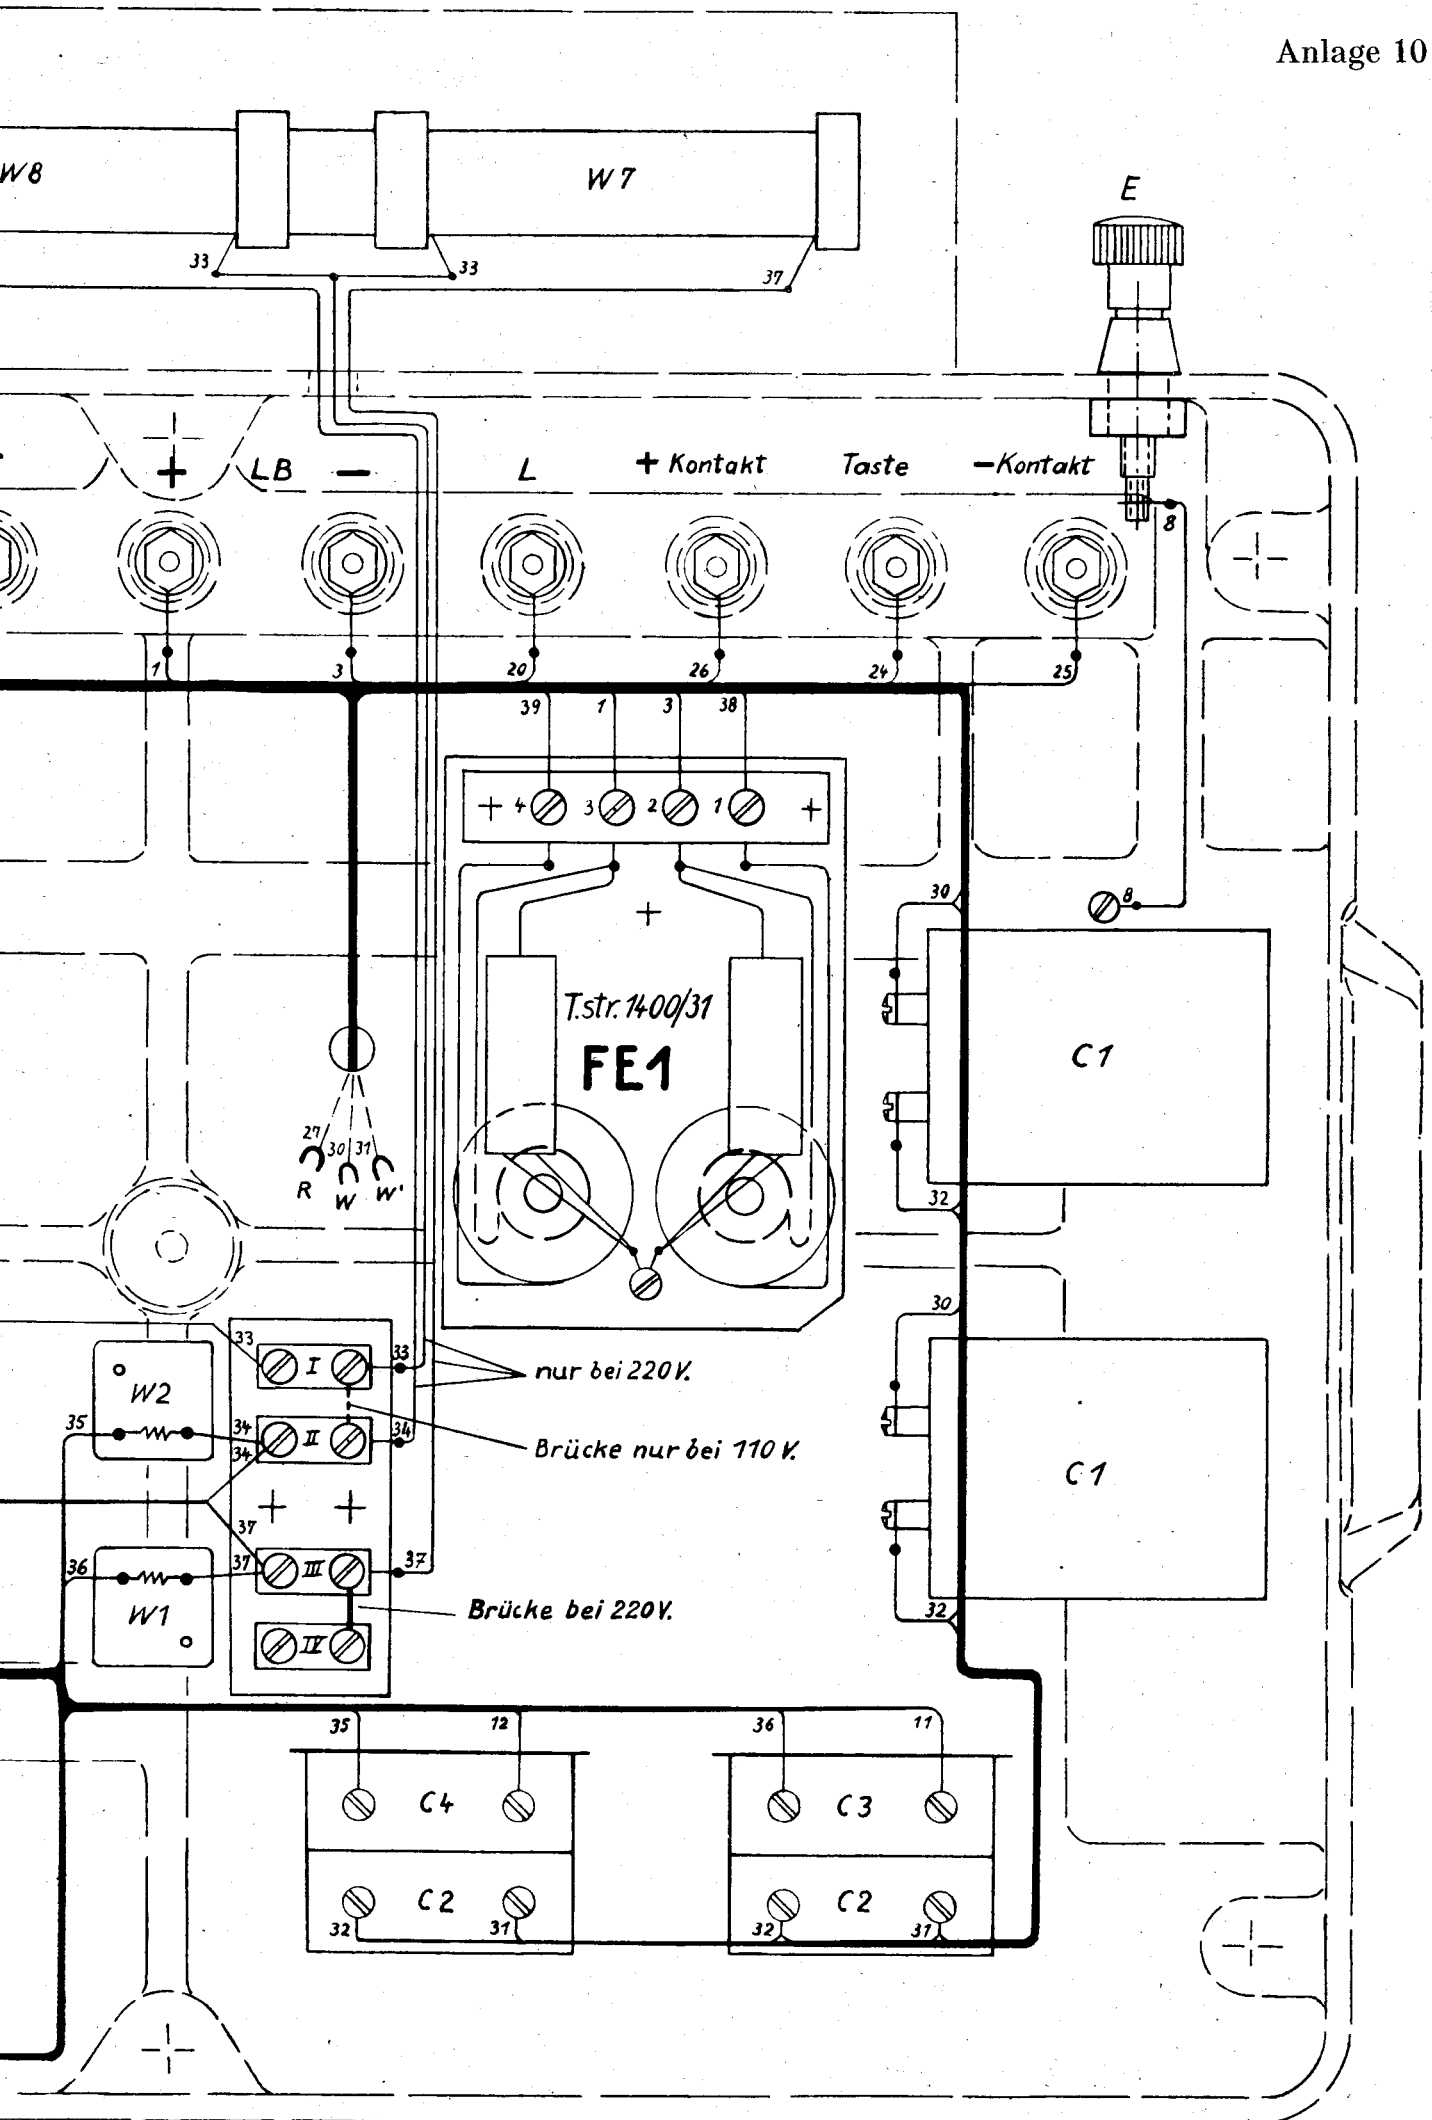 Anlage 10
W8
W7
E
33
33
37
+ LB −
L
+ Kontakt
Taste
− Kontakt
8
1
3
20
26
24
25
39
1
3
38
+ 4 3 2 1 +
30
8
T.str. 1400/31
FE1
C1
27
30
31
R
W
W'
32
30
33
I
33
nur bei 220V.
W2
35
34
34
II
34
Brücke nur bei 110V.
C1
37
36
37
III
37
W1
Brücke bei 220V.
32
IV
35
12
36
11
C4
C3
C2
C2
32
31
32
31